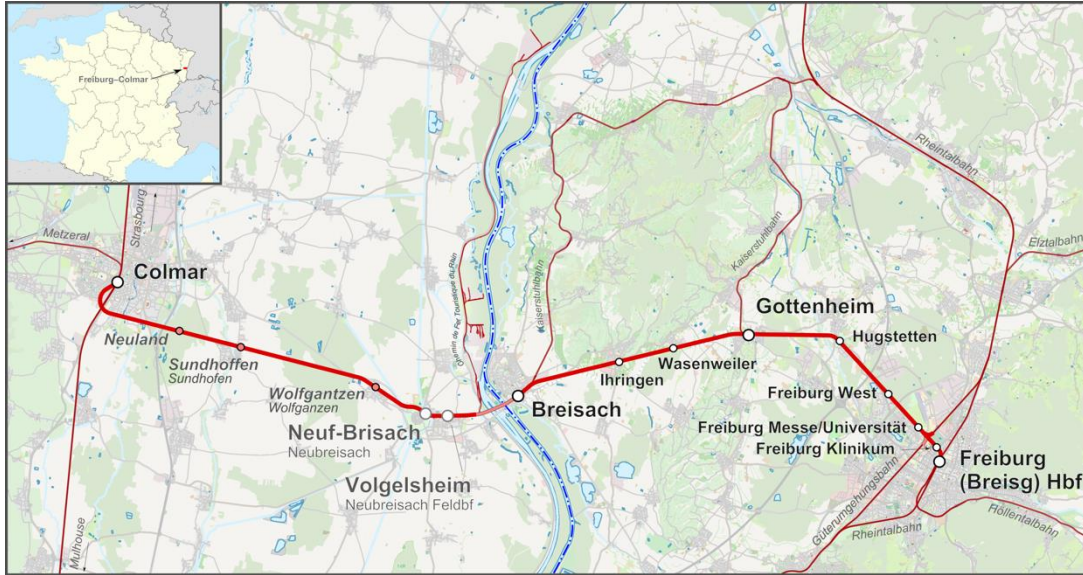 Freiburg–Colmar
Metzeral
Strasbourg
Colmar
Neuland
Sundhoffen
Sundhofen
Wolfgantzen
Wolfganzen
Neuf-Brisach
Neubreisach
Volgelsheim
Neubreisach Feldbf
Mulhouse
Chemin de Fer Touristique du Rhin
Kaiserstuhlbahn
Breisach
Ihringen
Wasenweiler
Kaiserstuhlbahn
Gottenheim
Hugstetten
Freiburg West
Freiburg Messe/Universität
Freiburg Klinikum
Freiburg
(Breisg) Hbf
Rheintalbahn
Elztalbahn
Güterumgehungsbahn
Rheintalbahn
Höllentalbahn